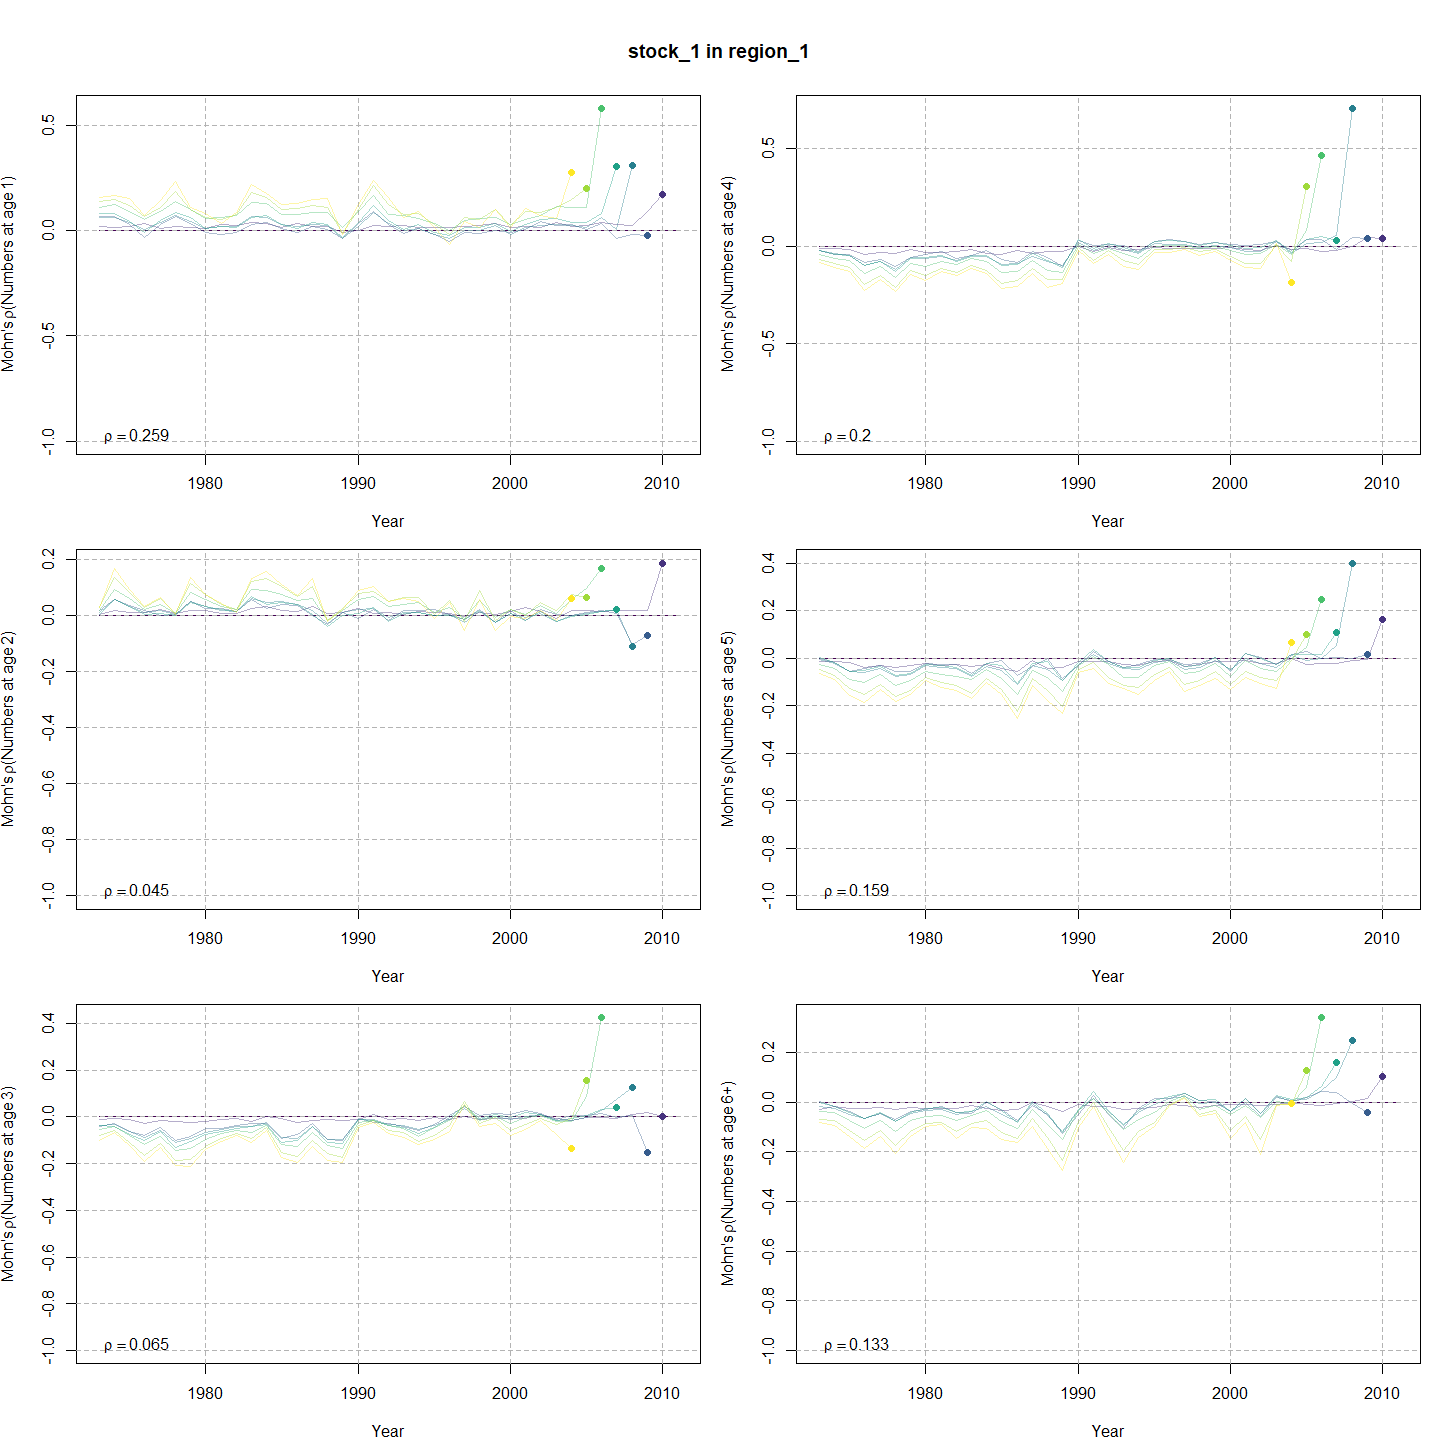 stock_1 in region_1
Mohn's ρ(Numbers at age 1)
0.5
0.0
-0.5
-1.0
ρ = 0.259
1980 1990 2000 2010
Year
Mohn's ρ(Numbers at age 4)
0.5
0.0
-0.5
-1.0
ρ = 0.2
1980 1990 2000 2010
Year
Mohn's ρ(Numbers at age 2)
0.2
0.0
-0.2
-0.4
-0.6
-0.8
-1.0
ρ = 0.045
1980 1990 2000 2010
Year
Mohn's ρ(Numbers at age 5)
0.4
0.2
0.0
-0.2
-0.4
-0.6
-0.8
-1.0
ρ = 0.159
1980 1990 2000 2010
Year
Mohn's ρ(Numbers at age 3)
0.4
0.2
0.0
-0.2
-0.4
-0.6
-0.8
-1.0
ρ = 0.065
1980 1990 2000 2010
Year
Mohn's ρ(Numbers at age 6+)
0.2
0.0
-0.2
-0.4
-0.6
-0.8
-1.0
ρ = 0.133
1980 1990 2000 2010
Year